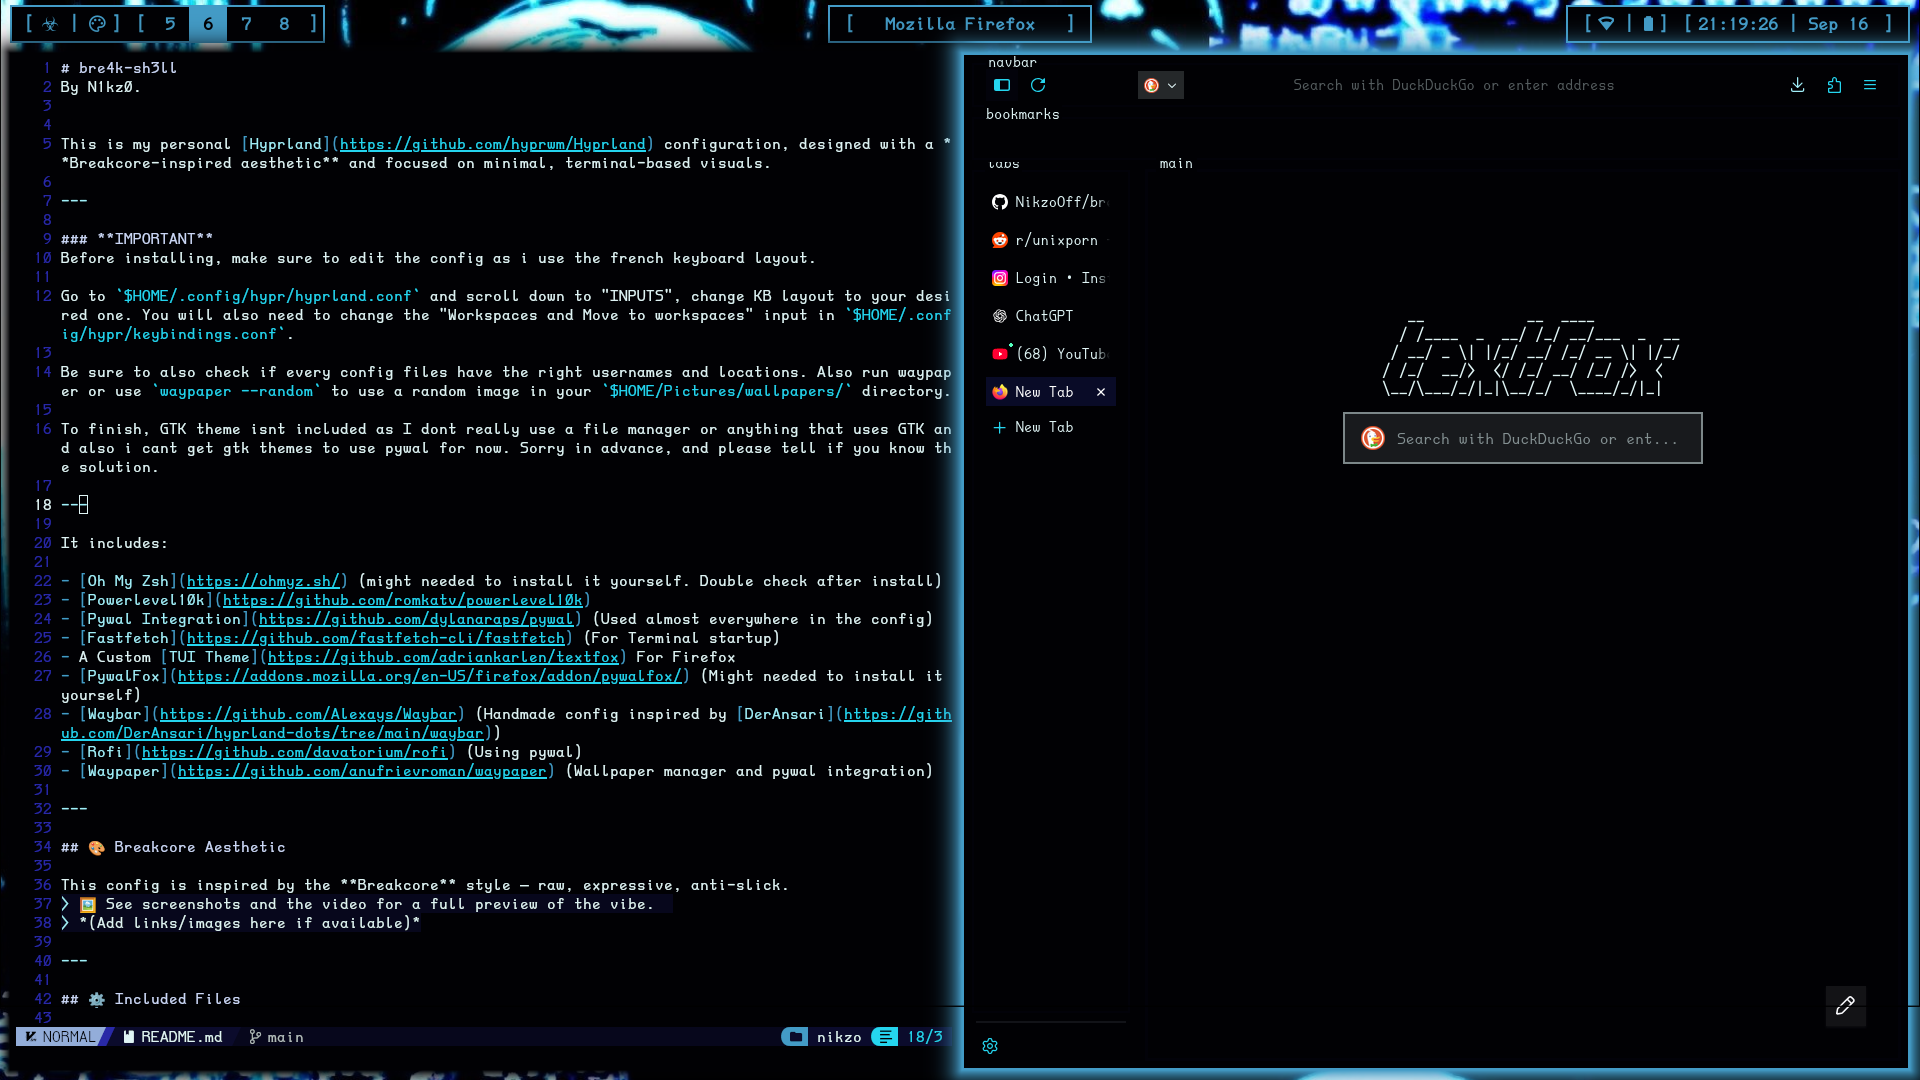 [ | ] [ 5 6 7 8 ]
[ Mozilla Firefox ]
[ | ] [ 21:19:26 | Sep 16 ]
1 # bre4k-sh3ll
2 By N1kz0.
3
4
5 This is my personal [Hyprland](https://github.com/hyprwm/Hyprland) configuration, designed with a *
*Breakcore-inspired aesthetic** and focused on minimal, terminal-based visuals.
6
7 ---
8
9 ### **IMPORTANT**
10 Before installing, make sure to edit the config as i use the french keyboard layout.
11
12 Go to `$HOME/.config/hypr/hyprland.conf` and scroll down to "INPUTS", change KB layout to your desi
red one. You will also need to change the "Workspaces and Move to workspaces" input in `$HOME/.conf
ig/hypr/keybindings.conf`.
13
14 Be sure to also check if every config files have the right usernames and locations. Also run waypap
er or use `waypaper --random` to use a random image in your `$HOME/Pictures/wallpapers/` directory.
15
16 To finish, GTK theme isnt included as I dont really use a file manager or anything that uses GTK an
d also i cant get gtk themes to use pywal for now. Sorry in advance, and please tell if you know th
e solution.
17
18 ---
19
20 It includes:
21
22 - [Oh My Zsh](https://ohmyz.sh/) (might needed to install it yourself. Double check after install)
23 - [Powerlevel10k](https://github.com/romkatv/powerlevel10k)
24 - [Pywal Integration](https://github.com/dylanaraps/pywal) (Used almost everywhere in the config)
25 - [Fastfetch](https://github.com/fastfetch-cli/fastfetch) (For Terminal startup)
26 - A Custom [TUI Theme](https://github.com/adriankarlen/textfox) For Firefox
27 - [PywalFox](https://addons.mozilla.org/en-US/firefox/addon/pywalfox/) (Might needed to install it
yourself)
28 - [Waybar](https://github.com/Alexays/Waybar) (Handmade config inspired by [DerAnsari](https://gith
ub.com/DerAnsari/hyprland-dots/tree/main/waybar))
29 - [Rofi](https://github.com/davatorium/rofi) (Using pywal)
30 - [Waypaper](https://github.com/anufrievroman/waypaper) (Wallpaper manager and pywal integration)
31
32 ---
33
34 ## 🎨 Breakcore Aesthetic
35
36 This config is inspired by the **Breakcore** style — raw, expressive, anti-slick.
37 > 🖼️ See screenshots and the video for a full preview of the vibe.
38 > *(Add links/images here if available)*
39
40 ---
41
42 ## ⚙️ Included Files
43
NORMAL README.md main nikzo 18/3
navbar
Search with DuckDuckGo or enter address
bookmarks
tabs
main
NikzoOff/br
r/unixporn
Login • Ins
ChatGPT
(68) YouTub
New Tab ×
+ New Tab
textfox
Search with DuckDuckGo or ent...